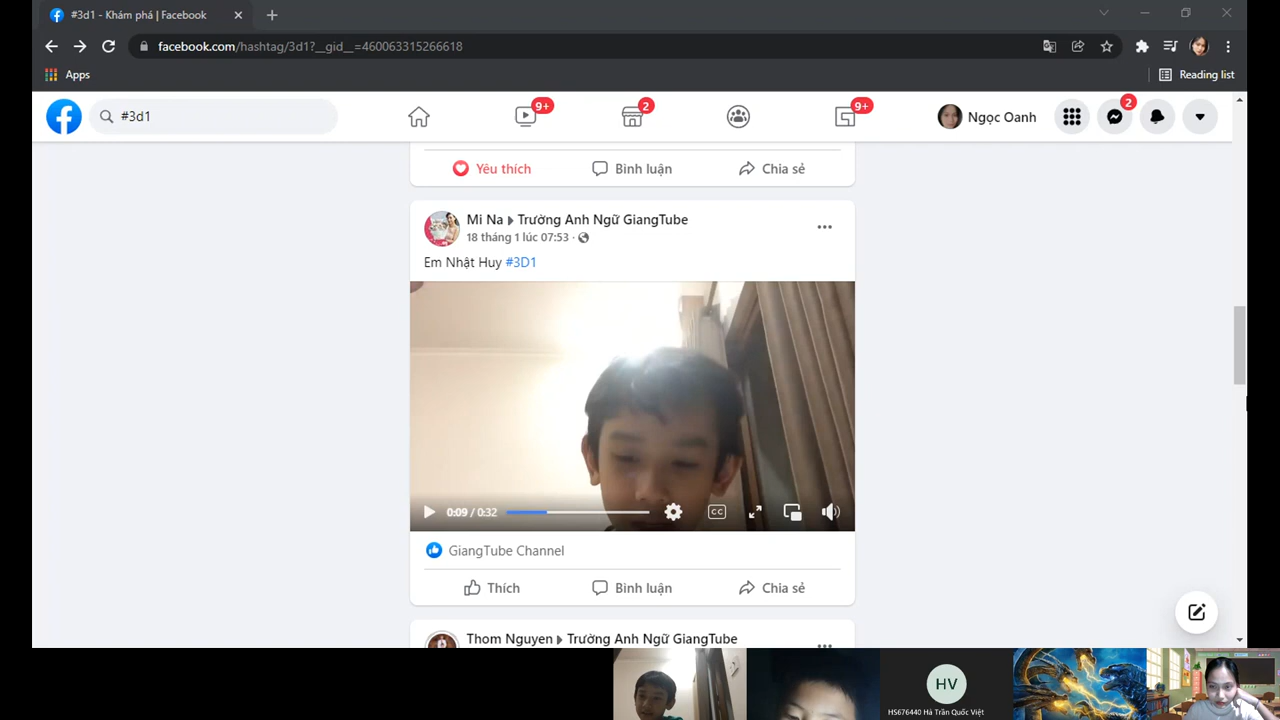 #3d1 - Khám phá | Facebook
facebook.com/hashtag/3d1?__gid__=460063315266618
Apps
Reading list
#3d1
9+
2
9+
Ngọc Oanh
2
Yêu thích
Bình luận
Chia sẻ
Mi Na Trường Anh Ngữ GiangTube
18 tháng 1 lúc 07:53 ·
Em Nhật Huy #3D1
0:09 / 0:32
CC
GiangTube Channel
Thích
Bình luận
Chia sẻ
Thom Nguyen Trường Anh Ngữ GiangTube
HV
HS676440 Hà Trần Quốc Việt